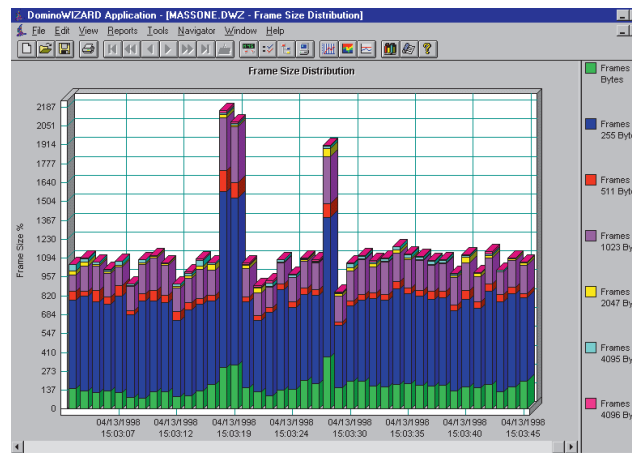 DominoWIZARD Application - [MASSONE.DWZ - Frame Size Distribution]
File Edit View Reports Tools Navigator Window Help
Frame Size Distribution
Frame Size %
2187
2051
1914
1777
1640
1504
1367
1230
1094
957
820
684
547
410
273
137
0
04/13/1998 04/13/1998 04/13/1998 04/13/1998 04/13/1998 04/13/1998 04/13/1998 04/13/1998
15:03:07 15:03:12 15:03:19 15:03:24 15:03:30 15:03:35 15:03:40 15:03:45
Frames
Bytes
Frames
255 Byt
Frames
511 Byt
Frames
1023 By
Frames
2047 By
Frames
4095 By
Frames
4096 By